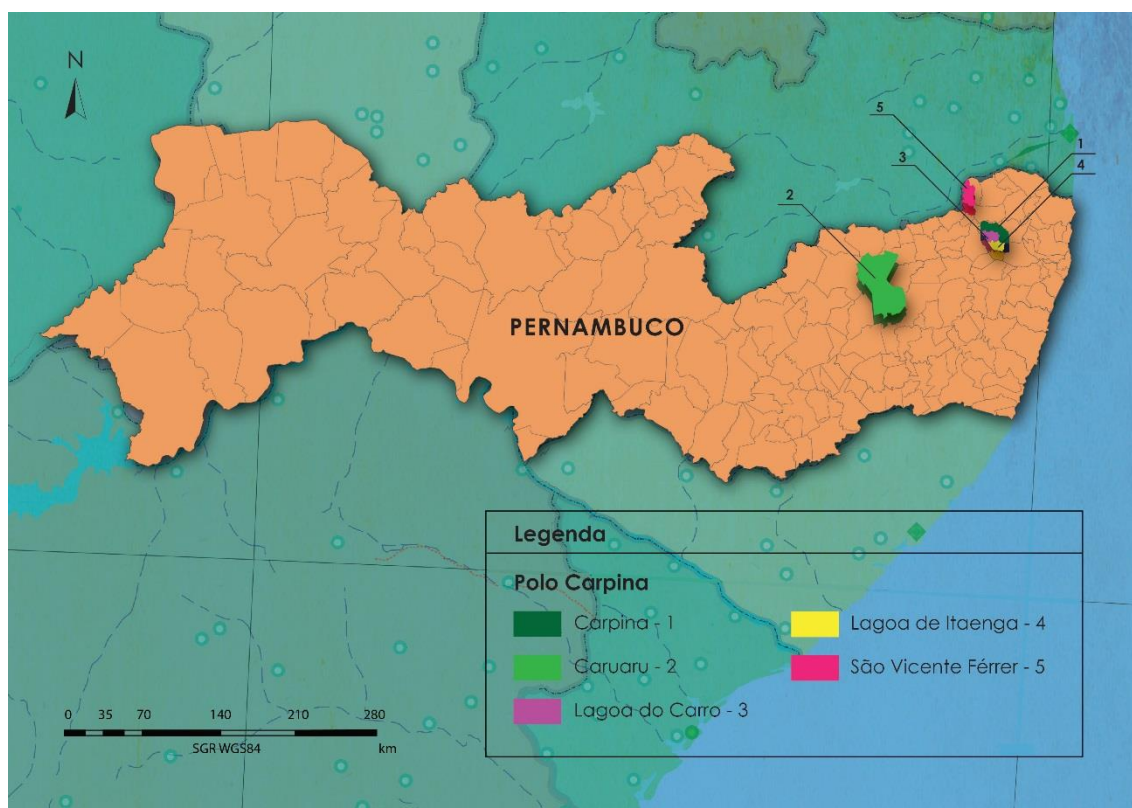 N
5
1
3
4
2
PERNAMBUCO
Legenda
Polo Carpina
Carpina - 1
Caruaru - 2
Lagoa do Carro - 3
Lagoa de Itaenga - 4
São Vicente Férrer - 5
0 35 70 140 210 280
SGR WGS84 km